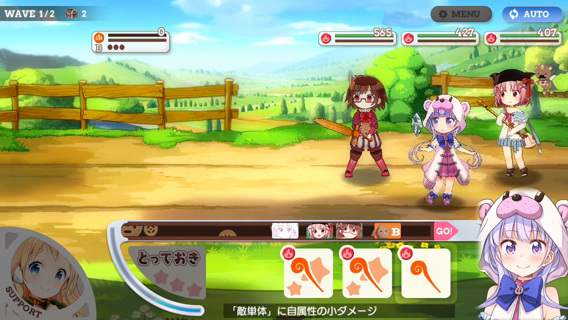 WAVE 1/2 2
MENU
AUTO
0
B
565
427
407
B GO!
とっておき
SUPPORT
「敵単体」に自属性の小ダメージ